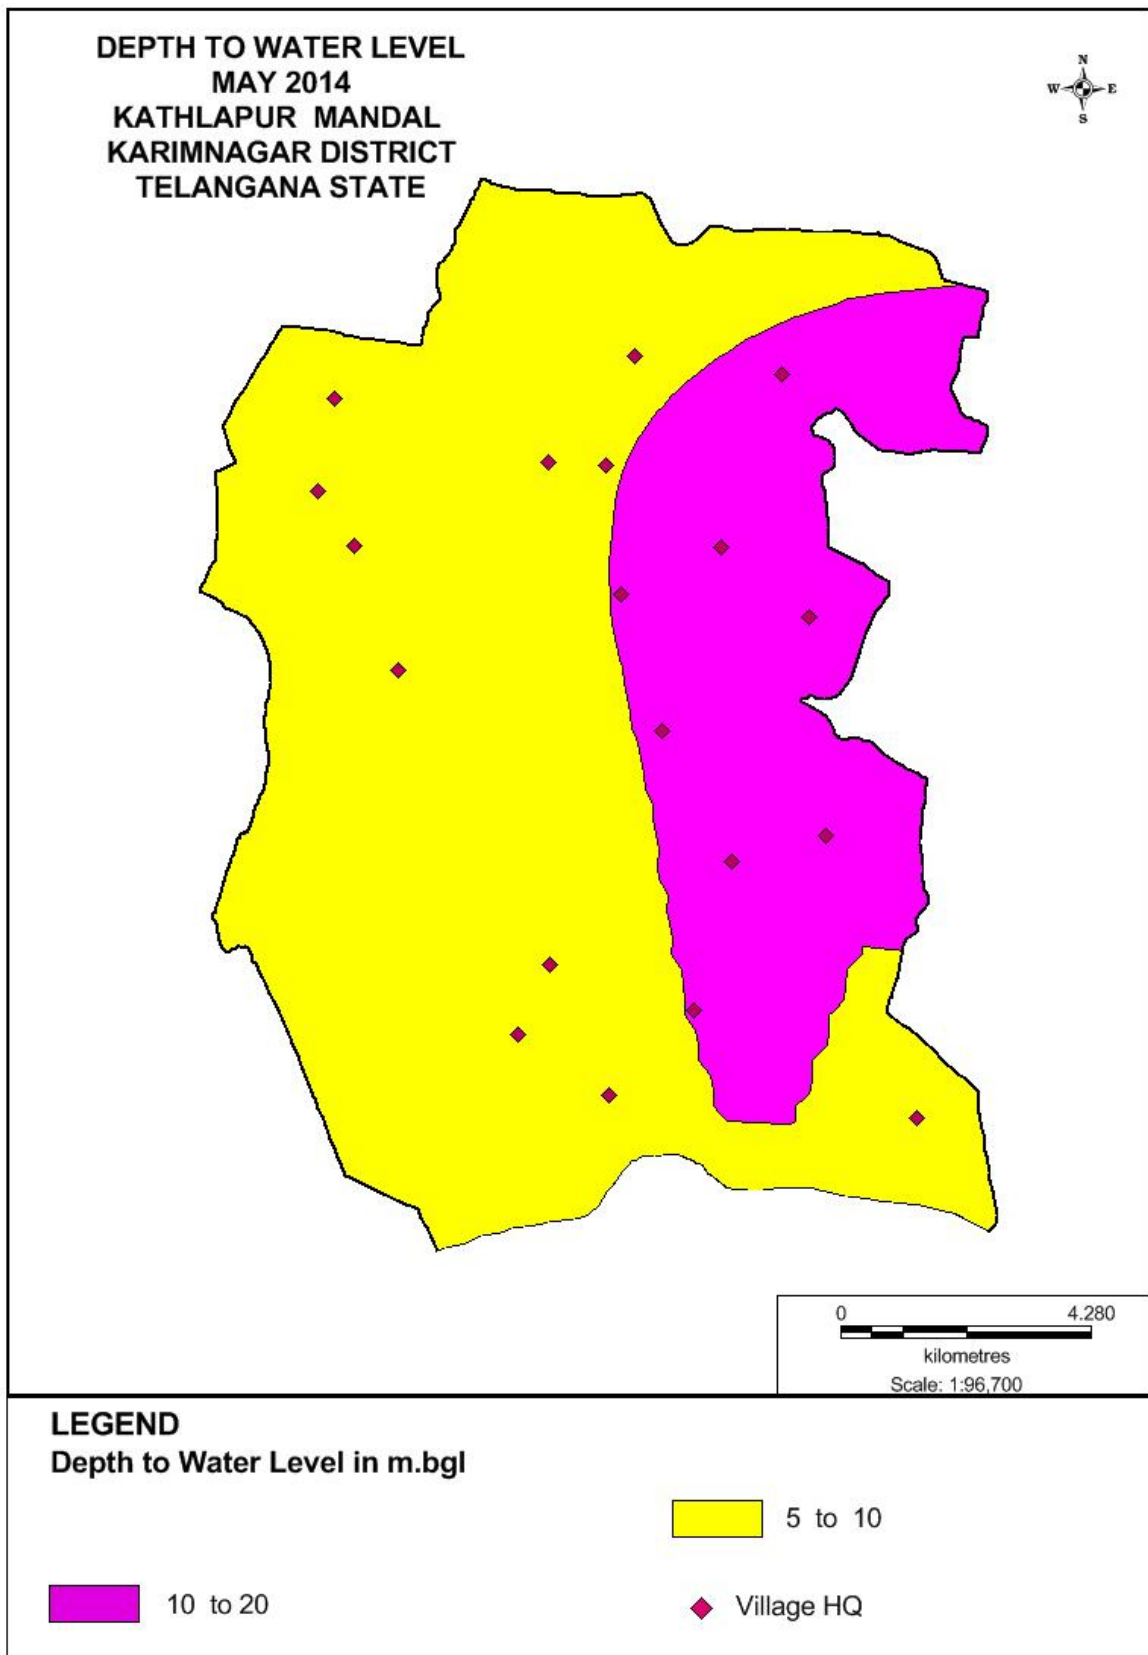 DEPTH TO WATER LEVEL
MAY 2014
KATHLAPUR MANDAL
KARIMNAGAR DISTRICT
TELANGANA STATE
N
W E
S
0 4.280
kilometres
Scale: 1:96,700
LEGEND
Depth to Water Level in m.bgl
5 to 10
10 to 20
Village HQ